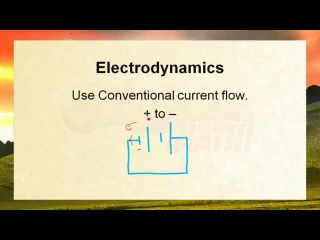 Electrodynamics
Use Conventional current flow.
+ to –